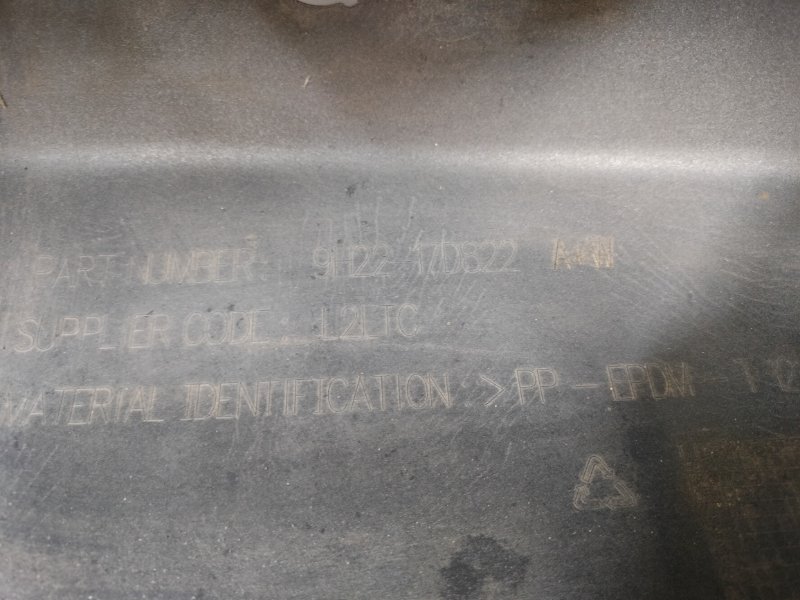 PART NUMBER: 9H22 17D822
SUPPLIER CODE : L2LTC
MATERIAL IDENTIFICATION : >PP - EPDM - T